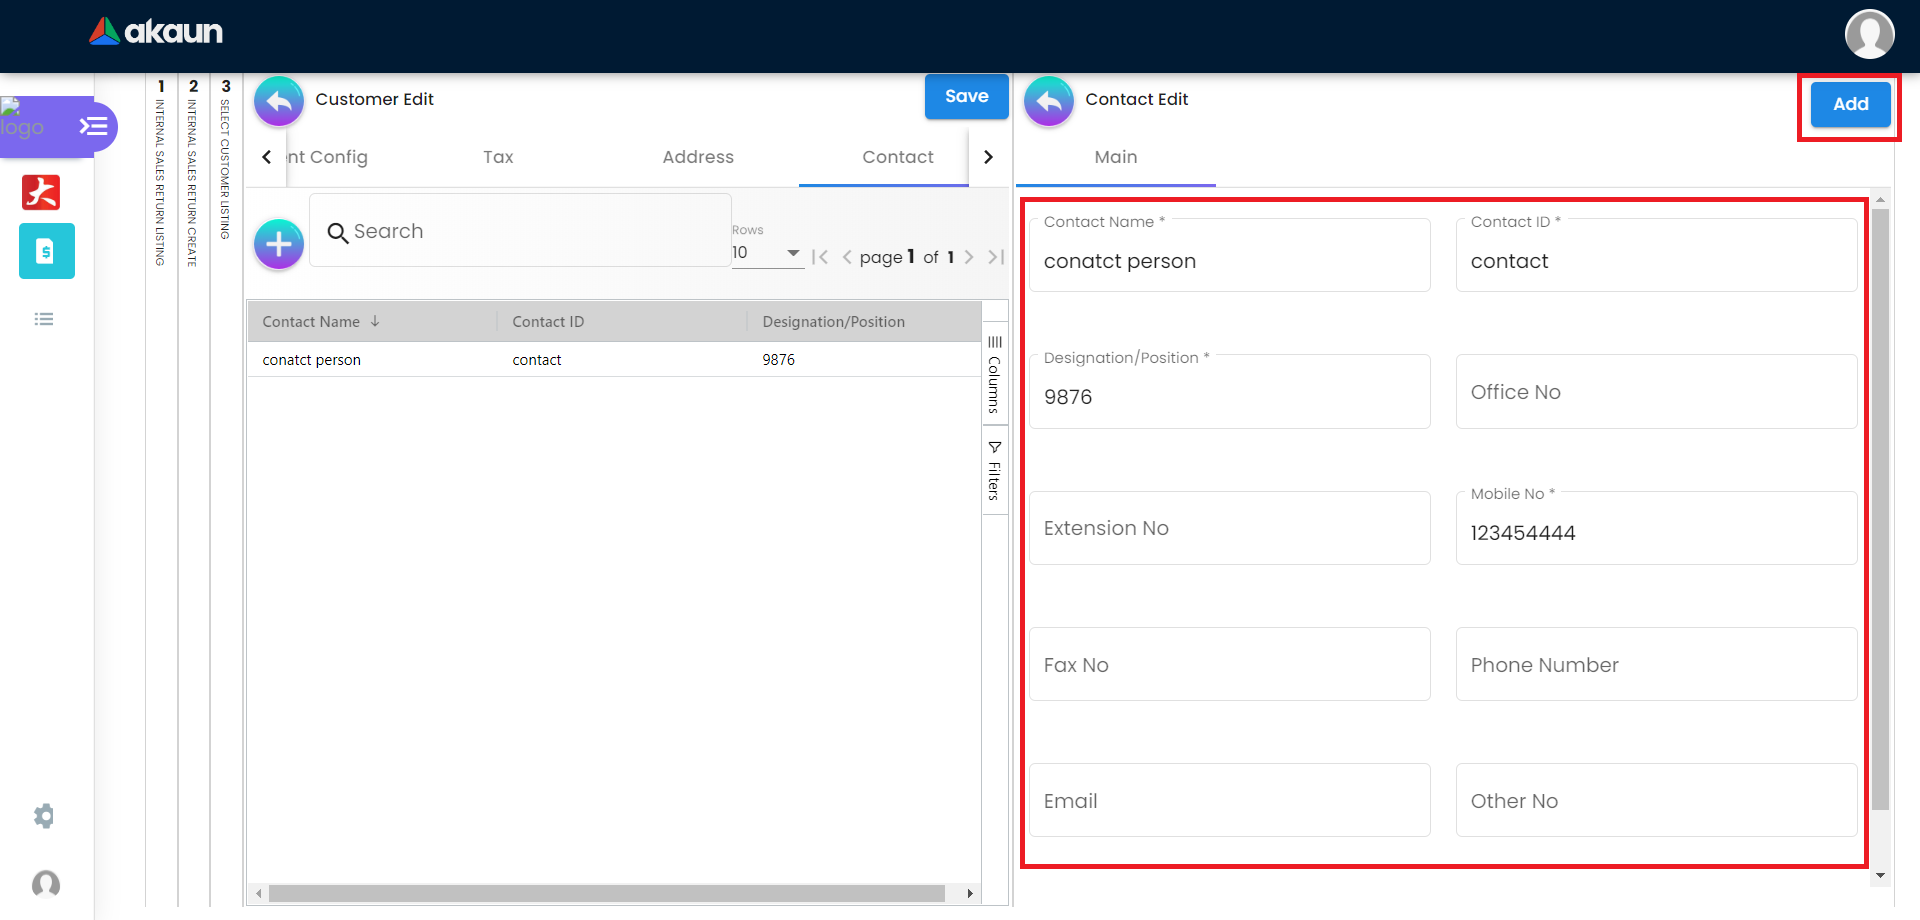 akaun
logo
1 INTERNAL SALES RETURN LISTING
2 INTERNAL SALES RETURN CREATE
3 SELECT CUSTOMER LISTING
Customer Edit
Save
nt Config
Tax
Address
Contact
Search
Rows
10
page 1 of 1
Contact Name
Contact ID
Designation/Position
conatct person
contact
9876
Columns
Filters
Contact Edit
Add
Main
Contact Name *
conatct person
Contact ID *
contact
Designation/Position *
9876
Office No
Extension No
Mobile No *
123454444
Fax No
Phone Number
Email
Other No